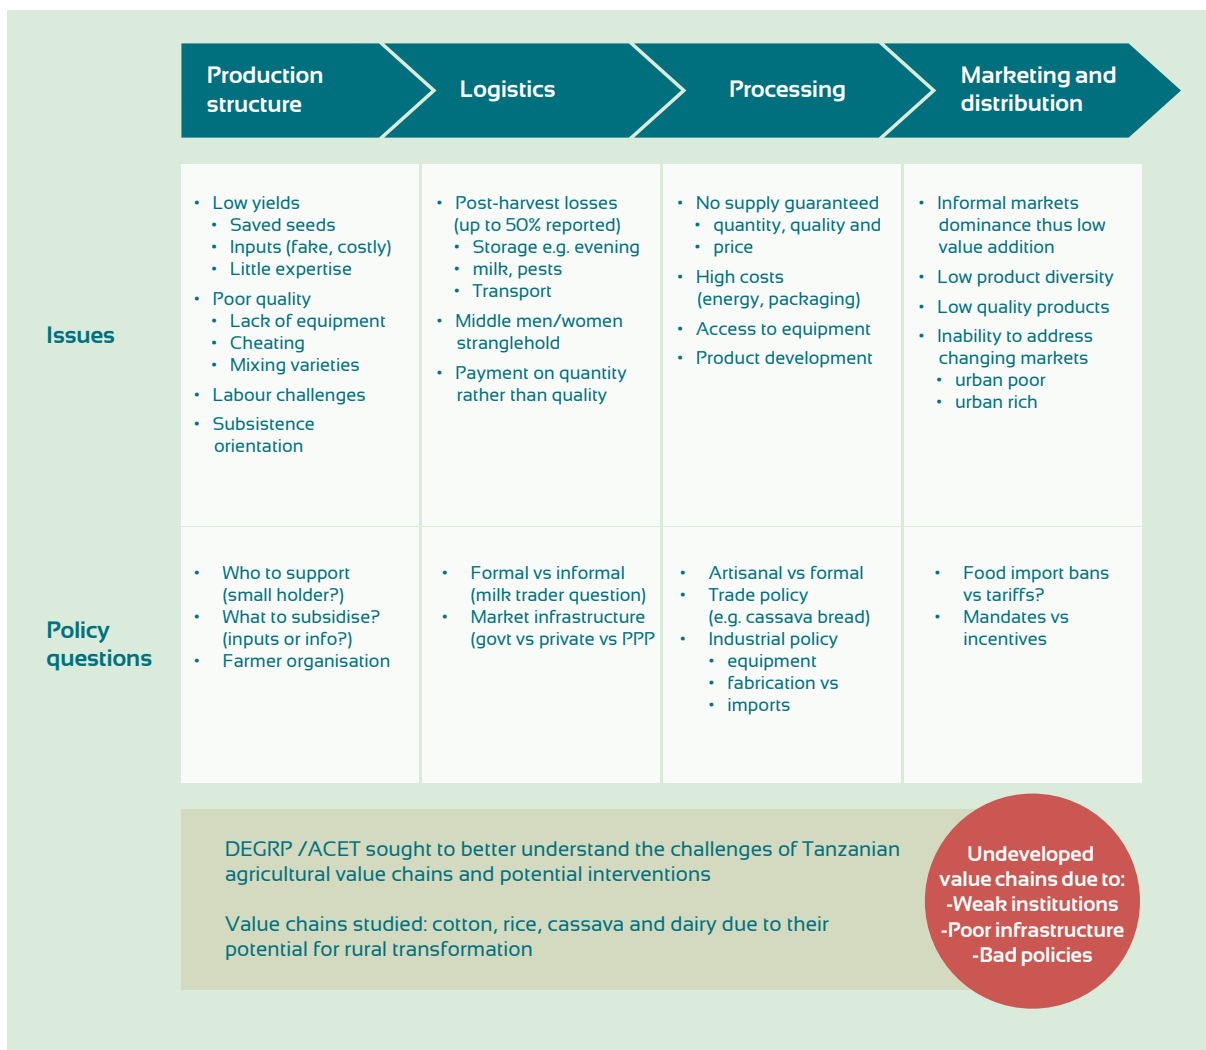 Production
structure
Logistics
Processing
Marketing and
distribution
Issues
• Low yields
• Saved seeds
• Inputs (fake, costly)
• Little expertise
• Poor quality
• Lack of equipment
• Cheating
• Mixing varieties
• Labour challenges
• Subsistence
orientation
• Post-harvest losses
(up to 50% reported)
• Storage e.g. evening
• milk, pests
• Transport
• Middle men/women
stranglehold
• Payment on quantity
rather than quality
• No supply guaranteed
• quantity, quality and
• price
• High costs
(energy, packaging)
• Access to equipment
• Product development
• Informal markets
dominance thus low
value addition
• Low product diversity
• Low quality products
• Inability to address
changing markets
• urban poor
• urban rich
Policy
questions
• Who to support
(small holder?)
• What to subsidise?
(inputs or info?)
• Farmer organisation
• Formal vs informal
(milk trader question)
• Market infrastructure
(govt vs private vs PPP
• Artisanal vs formal
• Trade policy
(e.g. cassava bread)
• Industrial policy
• equipment
• fabrication vs
• imports
• Food import bans
vs tariffs?
• Mandates vs
incentives
DEGRP /ACET sought to better understand the challenges of Tanzanian
agricultural value chains and potential interventions
Value chains studied: cotton, rice, cassava and dairy due to their
potential for rural transformation
Undeveloped
value chains due to:
-Weak institutions
-Poor infrastructure
-Bad policies